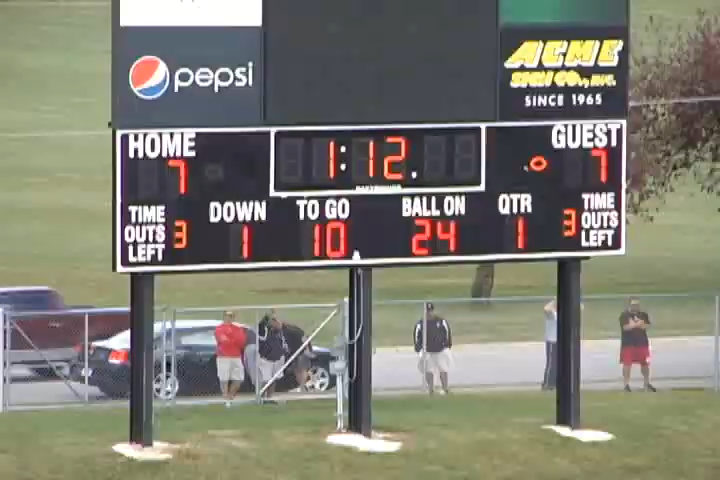 pepsi
ACME
SIGN CO., INC.
SINCE 1965
HOME 1:12 GUEST
7 7
TIME OUTS LEFT 3 DOWN 1 TO GO 10 BALL ON 24 QTR 1 3 TIME OUTS LEFT